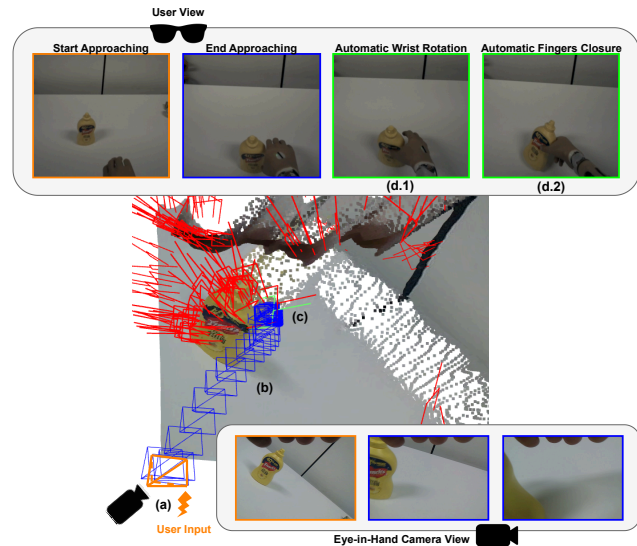 User View
Start Approaching
End Approaching
Automatic Wrist Rotation
Automatic Fingers Closure
(d.1)
(d.2)
(c)
(b)
(a)
User Input
Eye-in-Hand Camera View